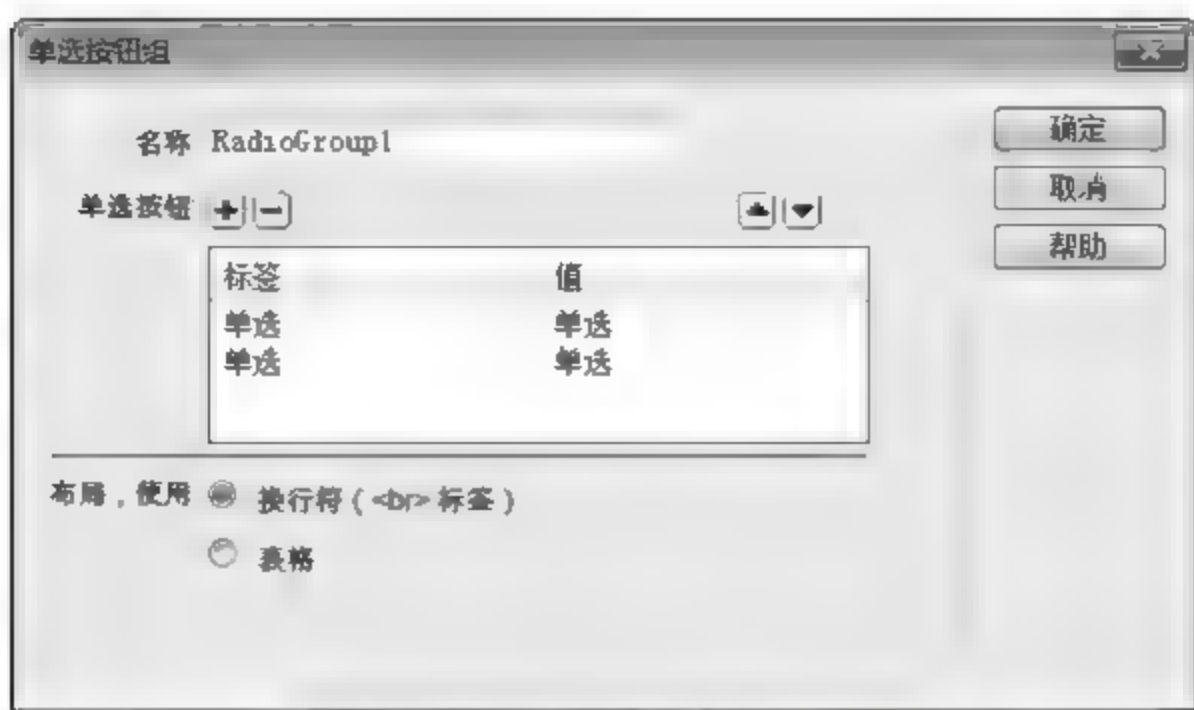 单选按钮组
名称 RadioGroup1
确定
单选按钮
取消
帮助
标签 值
单选 单选
单选 单选
布局，使用 换行符（<br>标签）
表格